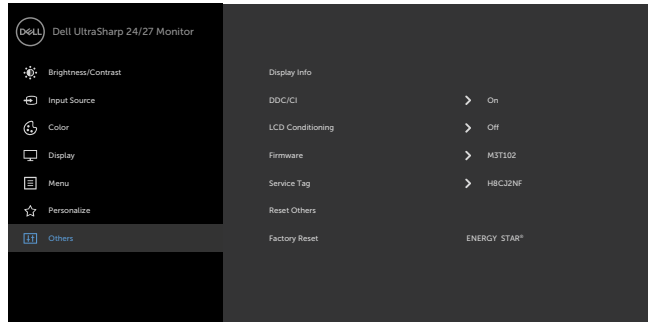 DELL Dell UltraSharp 24/27 Monitor
Brightness/Contrast Display Info
Input Source DDC/CI On
Color LCD Conditioning Off
Display Firmware M3T102
Menu Service Tag H8CJ2NF
Personalize Reset Others
Others Factory Reset ENERGY STAR®